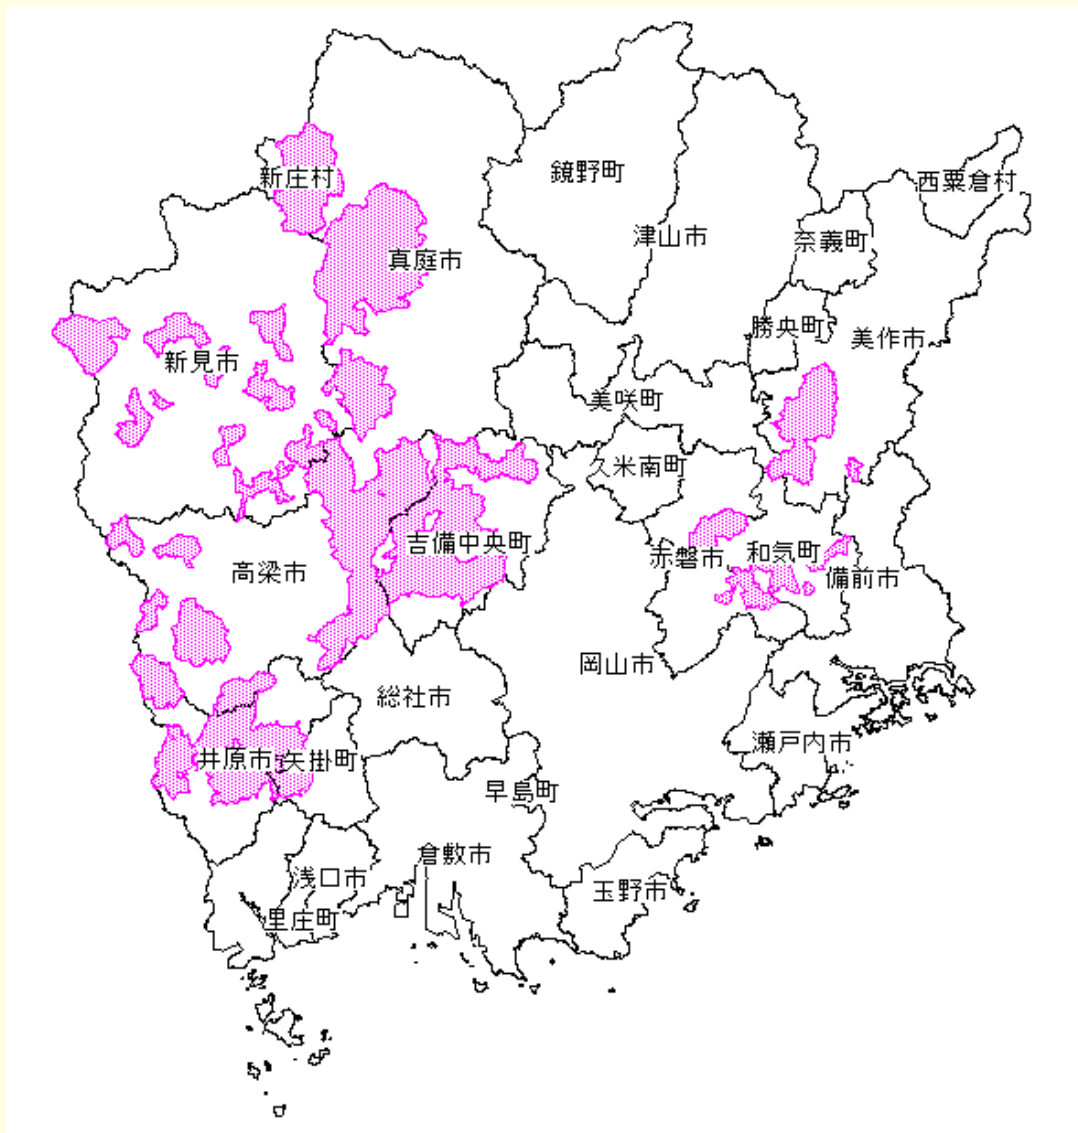 鏡野町
新庄村
西粟倉村
津山市
奈義町
真庭市
勝央町
美作市
新見市
美咲町
久米南町
吉備中央町
赤磐市
和気町
備前市
高梁市
岡山市
総社市
瀬戸内市
井原市
矢掛町
早島町
倉敷市
浅口市
玉野市
里庄町